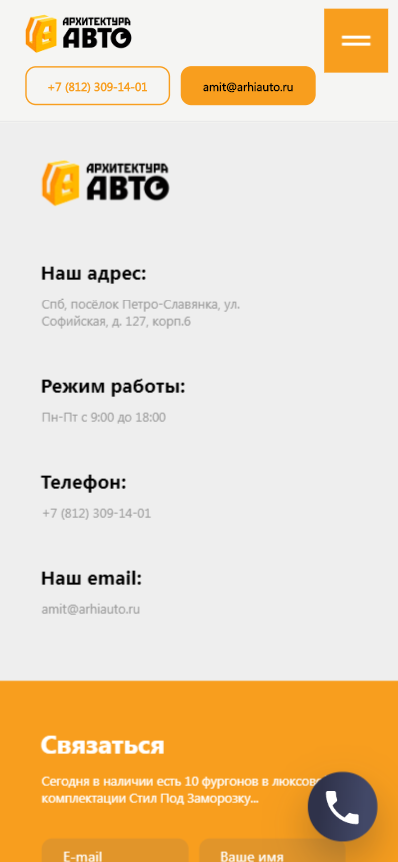 АРХИТЕКТУРА
АВТО
+7 (812) 309-14-01
amit@arhiauto.ru
АРХИТЕКТУРА
АВТО
Наш адрес:
Спб, посёлок Петро-Славянка, ул.
Софийская, д. 127, корп.6
Режим работы:
Пн-Пт с 9:00 до 18:00
Телефон:
+7 (812) 309-14-01
Наш email:
amit@arhiauto.ru
Связаться
Сегодня в наличии есть 10 фургонов в
комплектации Стил Под Заморозку...
E-mail
Ваше имя